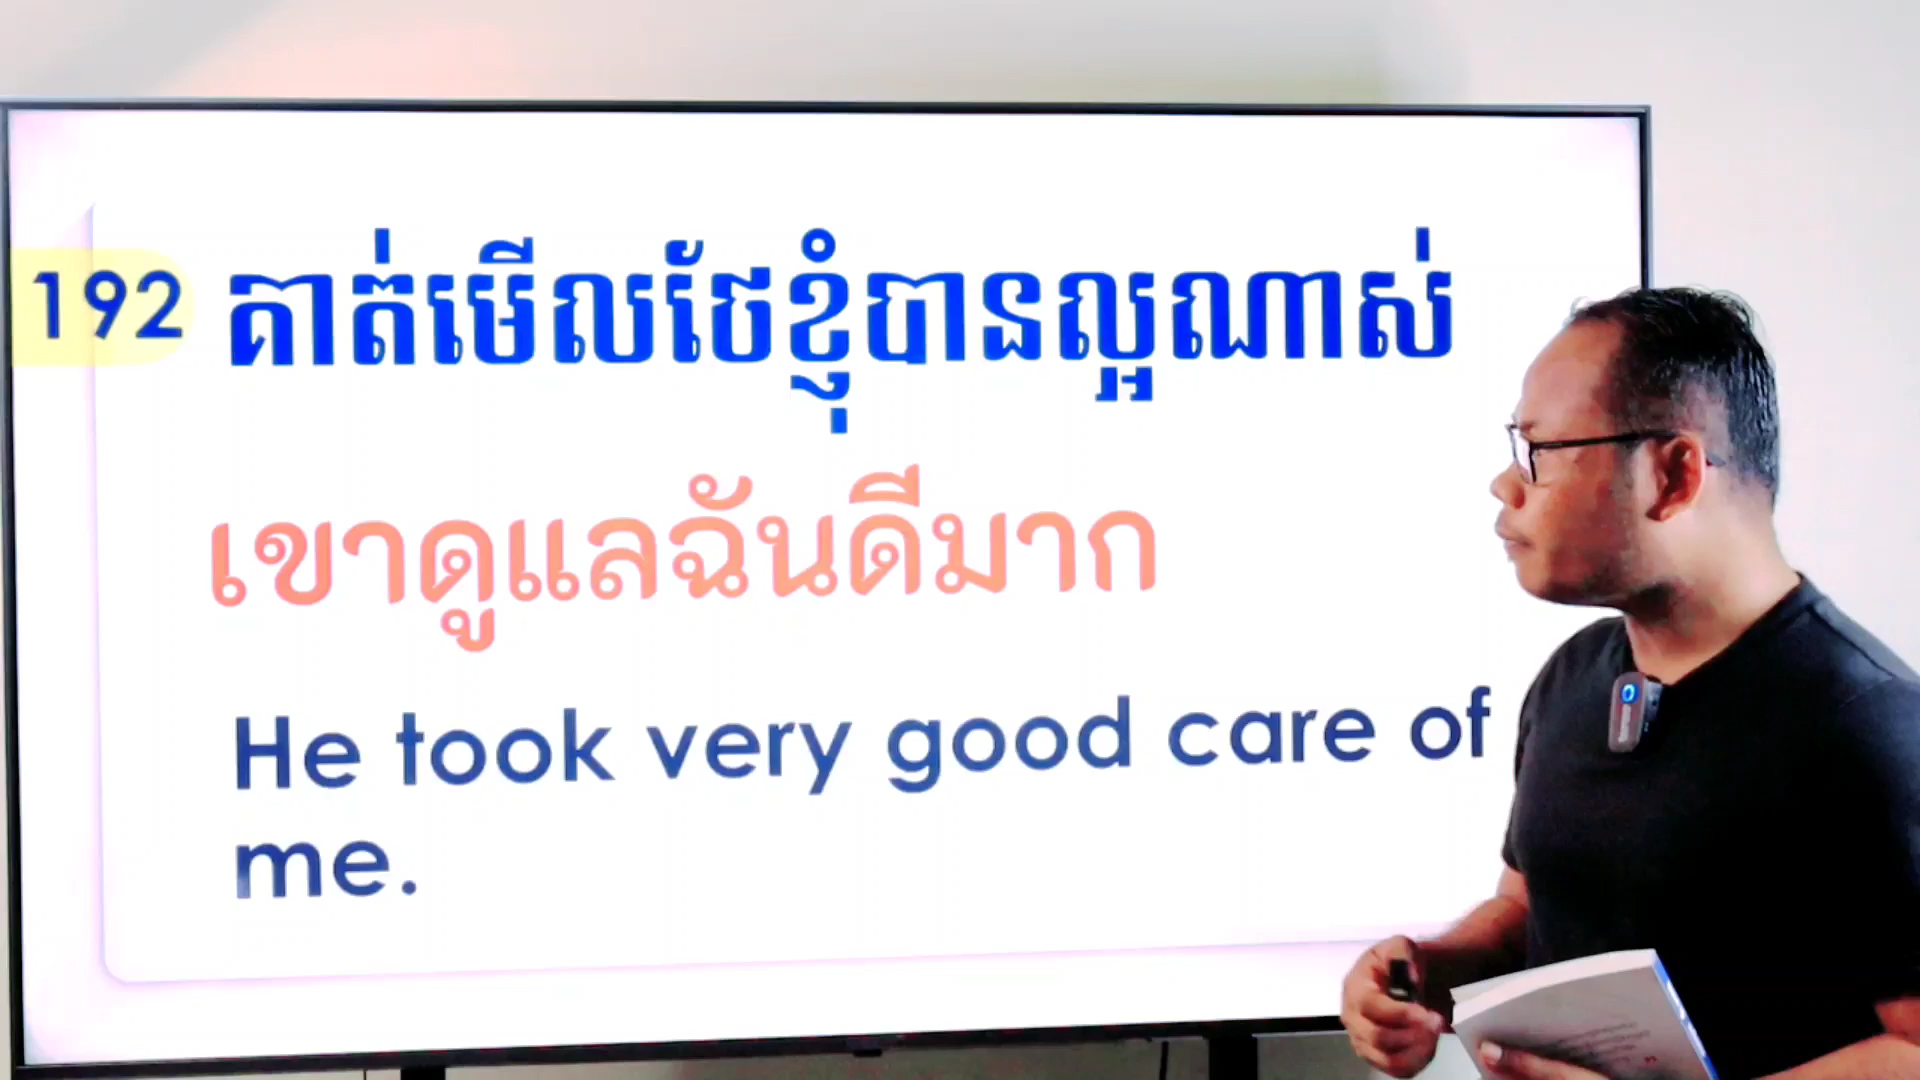 192 គាត់មើលថែខ្ញុំបានល្អណាស់
เขาดูแลฉันดีมาก
He took very good care of
me.